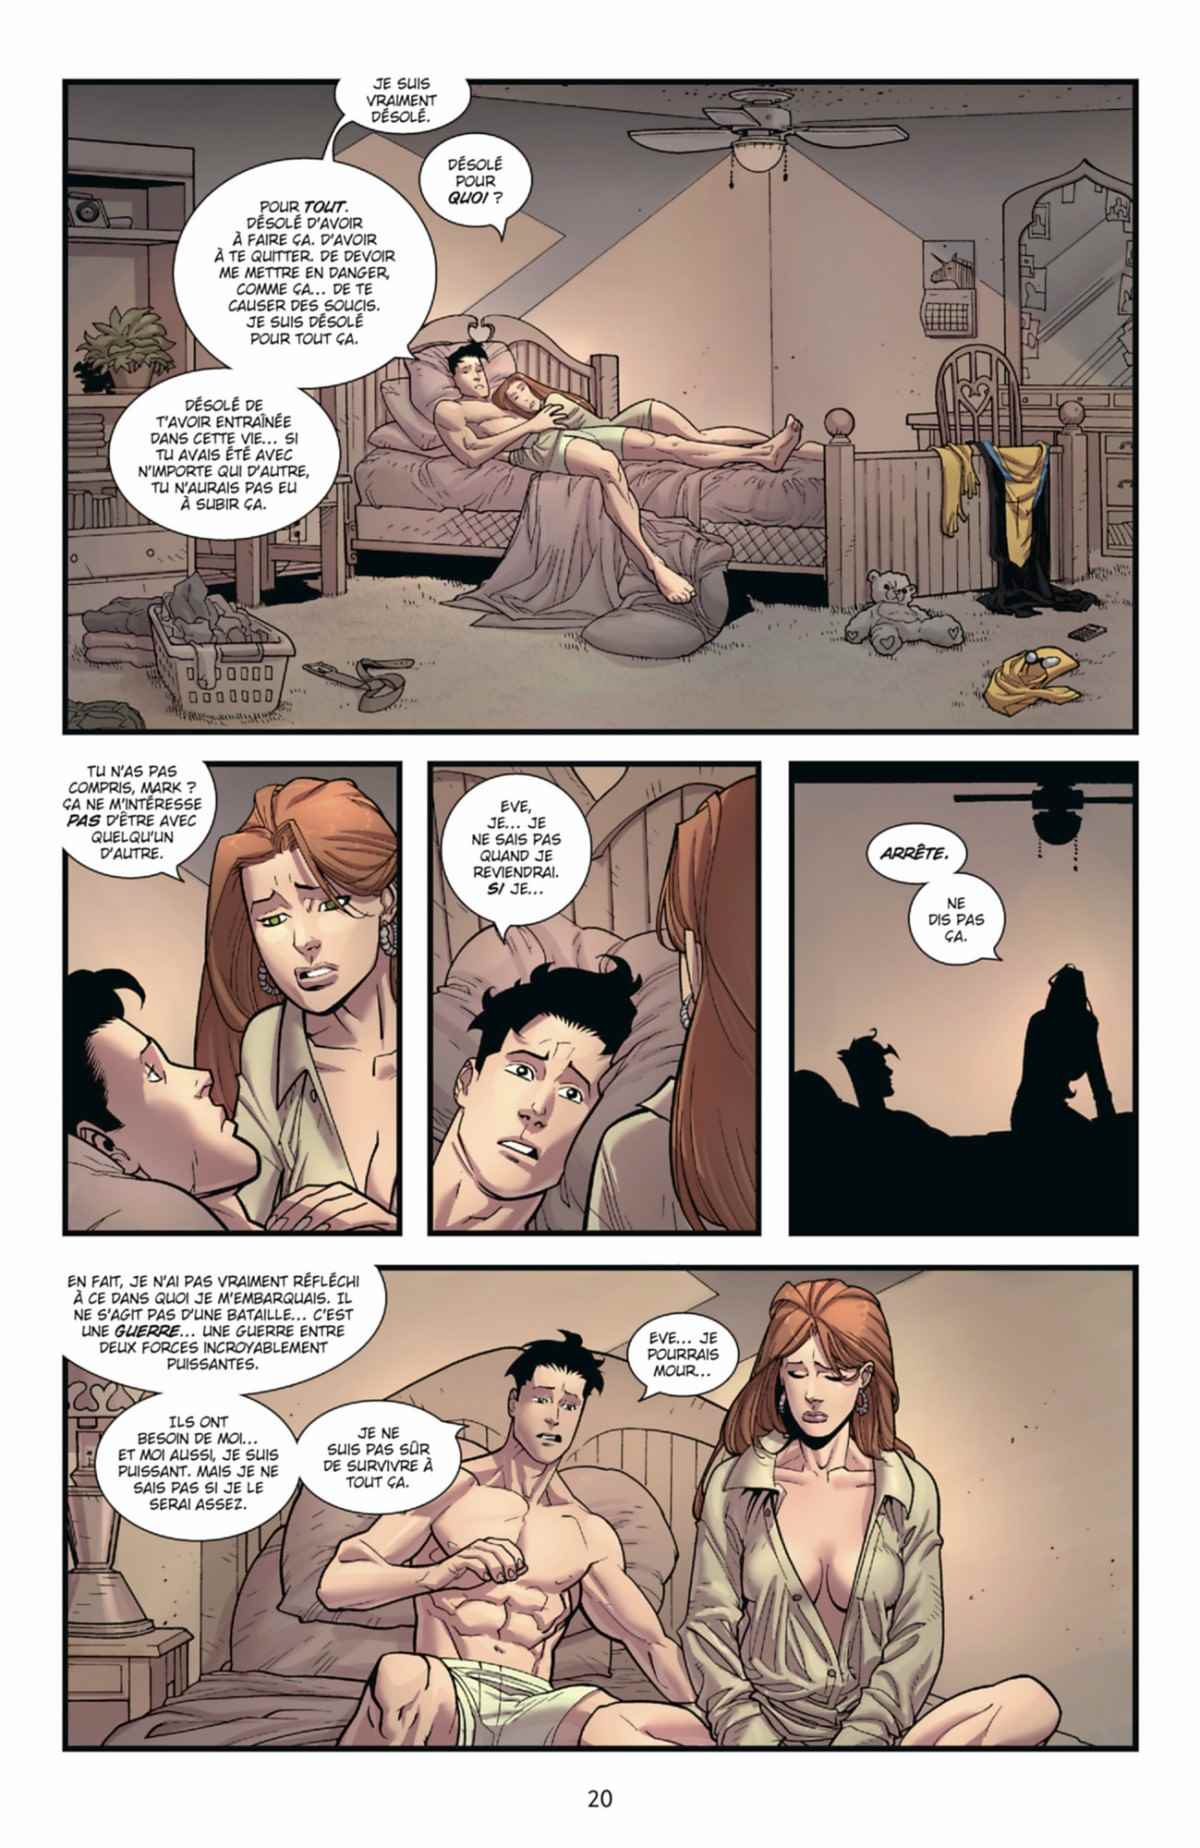 JE SUIS
VRAIMENT
DÉSOLÉ.
DÉSOLÉ
POUR
QUOI ?
POUR TOUT.
DÉSOLÉ D'AVOIR
À FAIRE ÇA. D'AVOIR
À TE QUITTER. DE DEVOIR
ME METTRE EN DANGER,
COMME ÇA... DE TE
CAUSER DES SOUCIS.
JE SUIS DÉSOLÉ
POUR TOUT ÇA.
DÉSOLÉ DE
T'AVOIR ENTRAÎNÉE
DANS CETTE VIE... SI
TU AVAIS ÉTÉ AVEC
N'IMPORTE QUI D'AUTRE,
TU N'AURAIS PAS EU
À SUBIR ÇA.
TU N'AS PAS
COMPRIS, MARK ?
ÇA NE M'INTÉRESSE
PAS D'ÊTRE AVEC
QUELQU'UN
D'AUTRE.
EVE,
JE... JE
NE SAIS PAS
QUAND JE
REVIENDRAI.
SI JE...
ARRÊTE.
NE
DIS PAS
ÇA.
EN FAIT, JE N'AI PAS VRAIMENT RÉFLÉCHI
À CE DANS QUOI JE M'EMBARQUAIS. IL
NE S'AGIT PAS D'UNE BATAILLE... C'EST
UNE GUERRE... UNE GUERRE ENTRE
DEUX FORCES INCROYABLEMENT
PUISSANTES.
ILS ONT
BESOIN DE MOI...
ET MOI AUSSI, JE SUIS
PUISSANT. MAIS JE NE
SAIS PAS SI JE LE
SERAI ASSEZ.
JE NE
SUIS PAS SÛR
DE SURVIVRE À
TOUT ÇA.
EVE... JE
POURRAIS
MOUR...
20